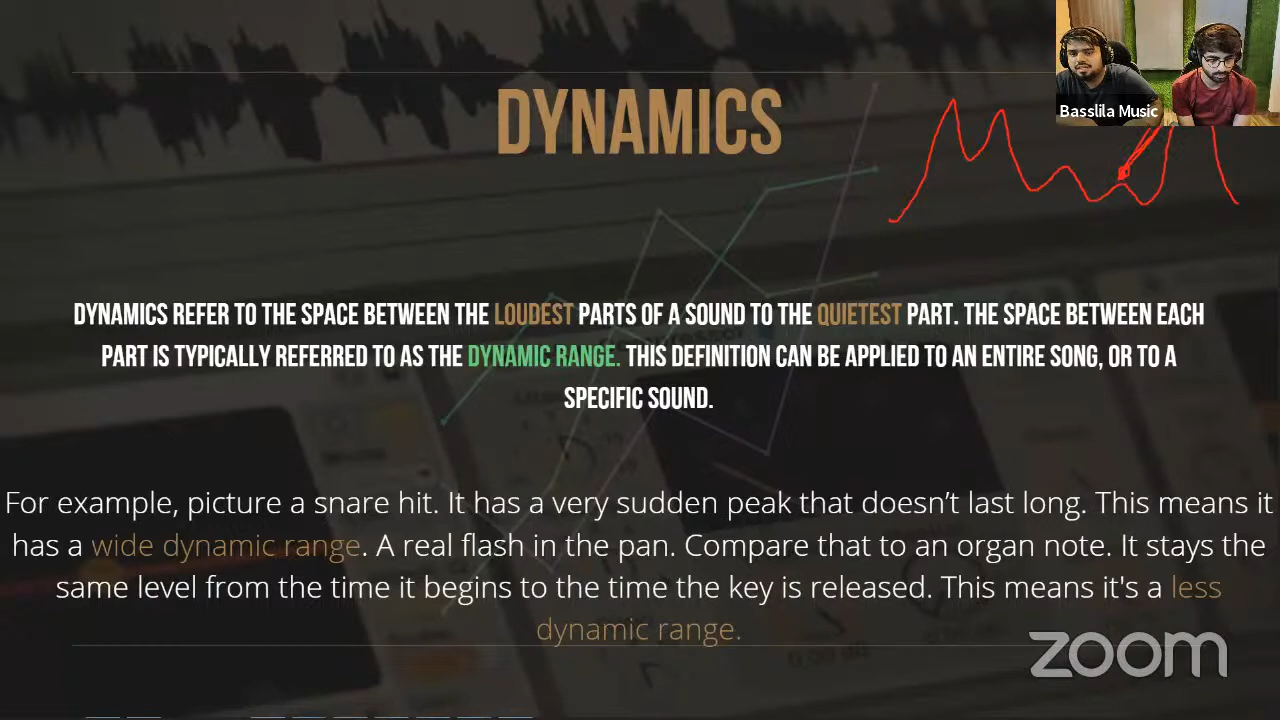 Basslila Music
DYNAMICS
DYNAMICS REFER TO THE SPACE BETWEEN THE LOUDEST PARTS OF A SOUND TO THE QUIETEST PART. THE SPACE BETWEEN EACH
PART IS TYPICALLY REFERRED TO AS THE DYNAMIC RANGE. THIS DEFINITION CAN BE APPLIED TO AN ENTIRE SONG, OR TO A
SPECIFIC SOUND.
For example, picture a snare hit. It has a very sudden peak that doesn’t last long. This means it
has a wide dynamic range. A real flash in the pan. Compare that to an organ note. It stays the
same level from the time it begins to the time the key is released. This means it's a less
dynamic range.
zoom